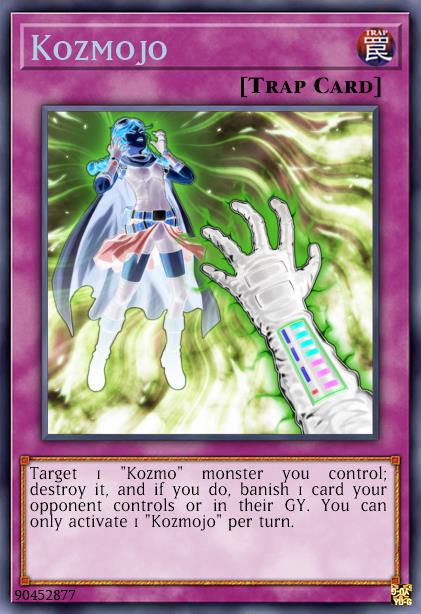 Kozmojo
TRAP
罠
[Trap Card]
Target 1 "Kozmo" monster you control;
destroy it, and if you do, banish 1 card your
opponent controls or in their GY. You can
only activate 1 "Kozmojo" per turn.
90452877